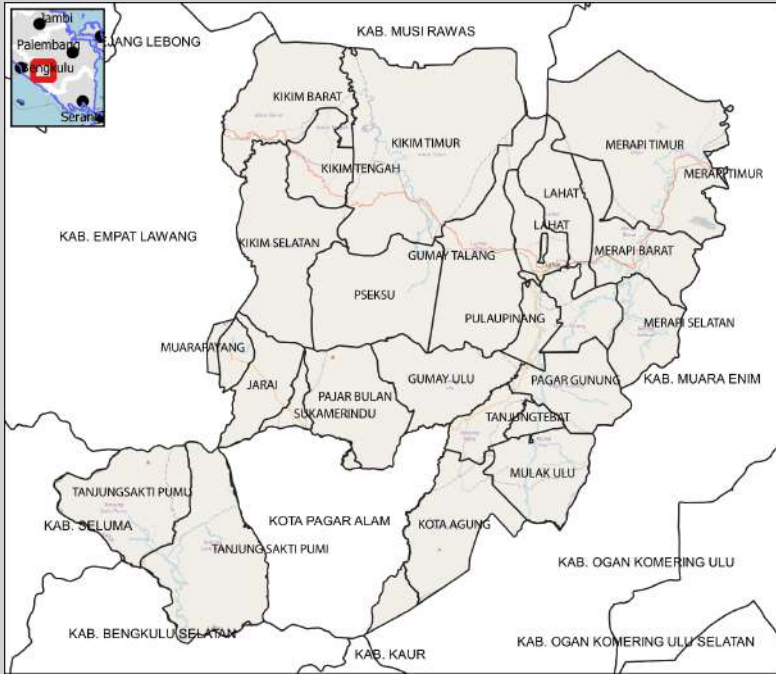 Jambi
Palembang
Bengkulu
Serang
EJANG LEBONG
KAB. MUSI RAWAS
KIKIM BARAT
KIKIM TIMUR
MERAPI TIMUR
KIKIM TENGAH
MERAPI TIMUR
LAHAT
LAHAT
KAB. EMPAT LAWANG
KIKIM SELATAN
GUMAY TALANG
MERAPI BARAT
PSEKSU
PULAUPINANG
MERAPI SELATAN
MUARAPAYANG
JARAI
PAJAR BULAN
GUMAY ULU
PAGAR GUNUNG
KAB. MUARA ENIM
SUKAMERINDU
TANJUNGTEBAT
MULAK ULU
TANJUNGSAKTI PUMU
KAB. SELUMA
KOTA PAGAR ALAM
KOTA AGUNG
TANJUNG SAKTI PUMI
KAB. OGAN KOMERING ULU
KAB. BENGKULU SELATAN
KAB. KAUR
KAB. OGAN KOMERING ULU SELATAN